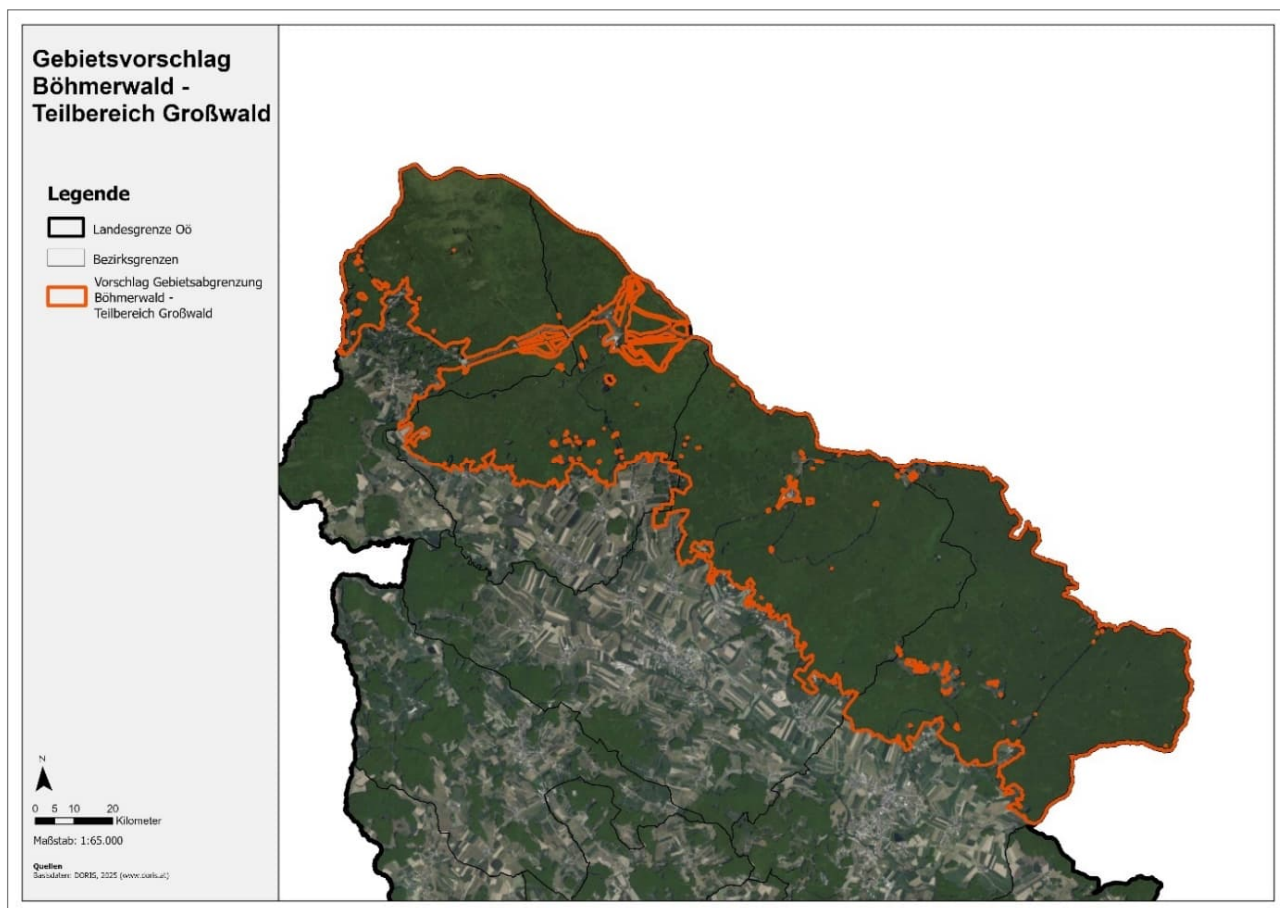 Gebietsvorschlag
Böhmerwald -
Teilbereich Großwald
Legende
Landesgrenze Oö
Bezirksgrenzen
Vorschlag Gebietsabgrenzung
Böhmerwald -
Teilbereich Großwald
N
0 5 10 20
Kilometer
Maßstab: 1:65.000
Quellen
Basisdaten: DORIS, 2025 (www.doris.at)